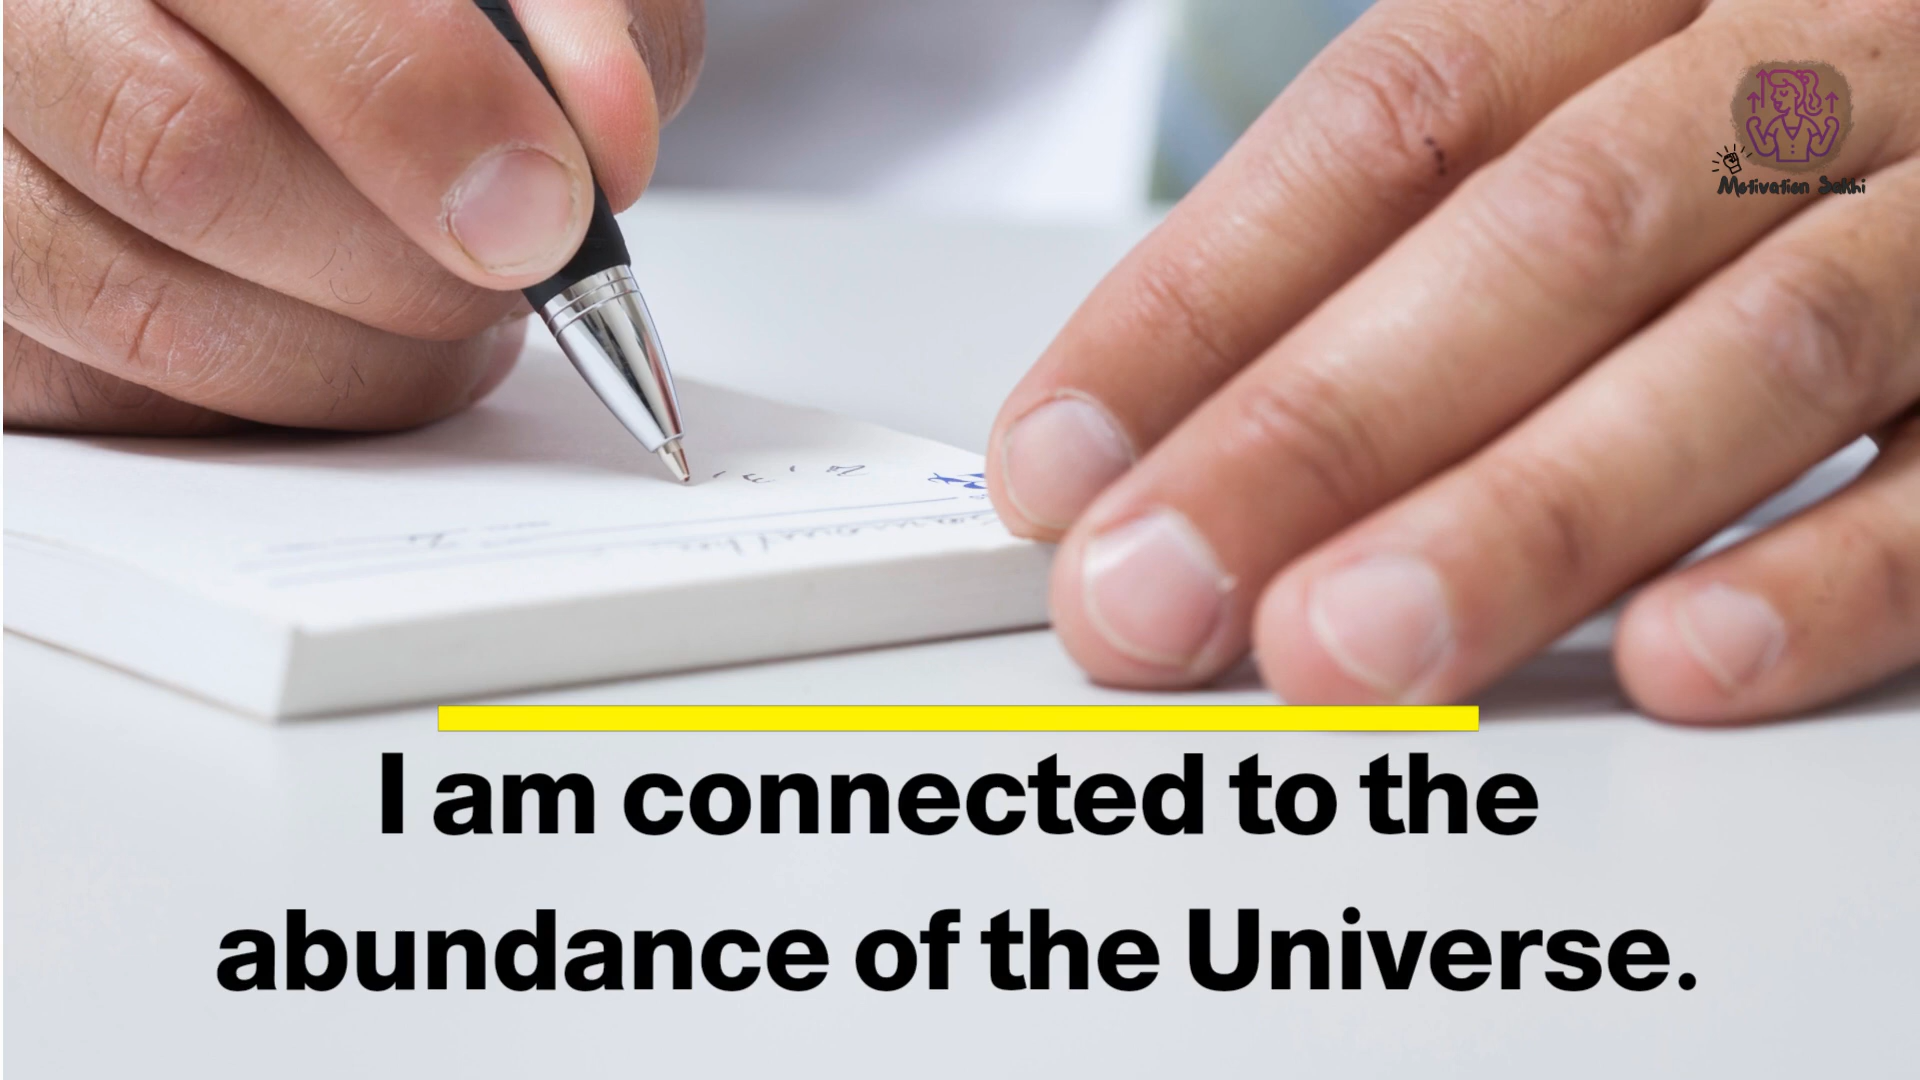 Motivation Sakhi
I am connected to the
abundance of the Universe.